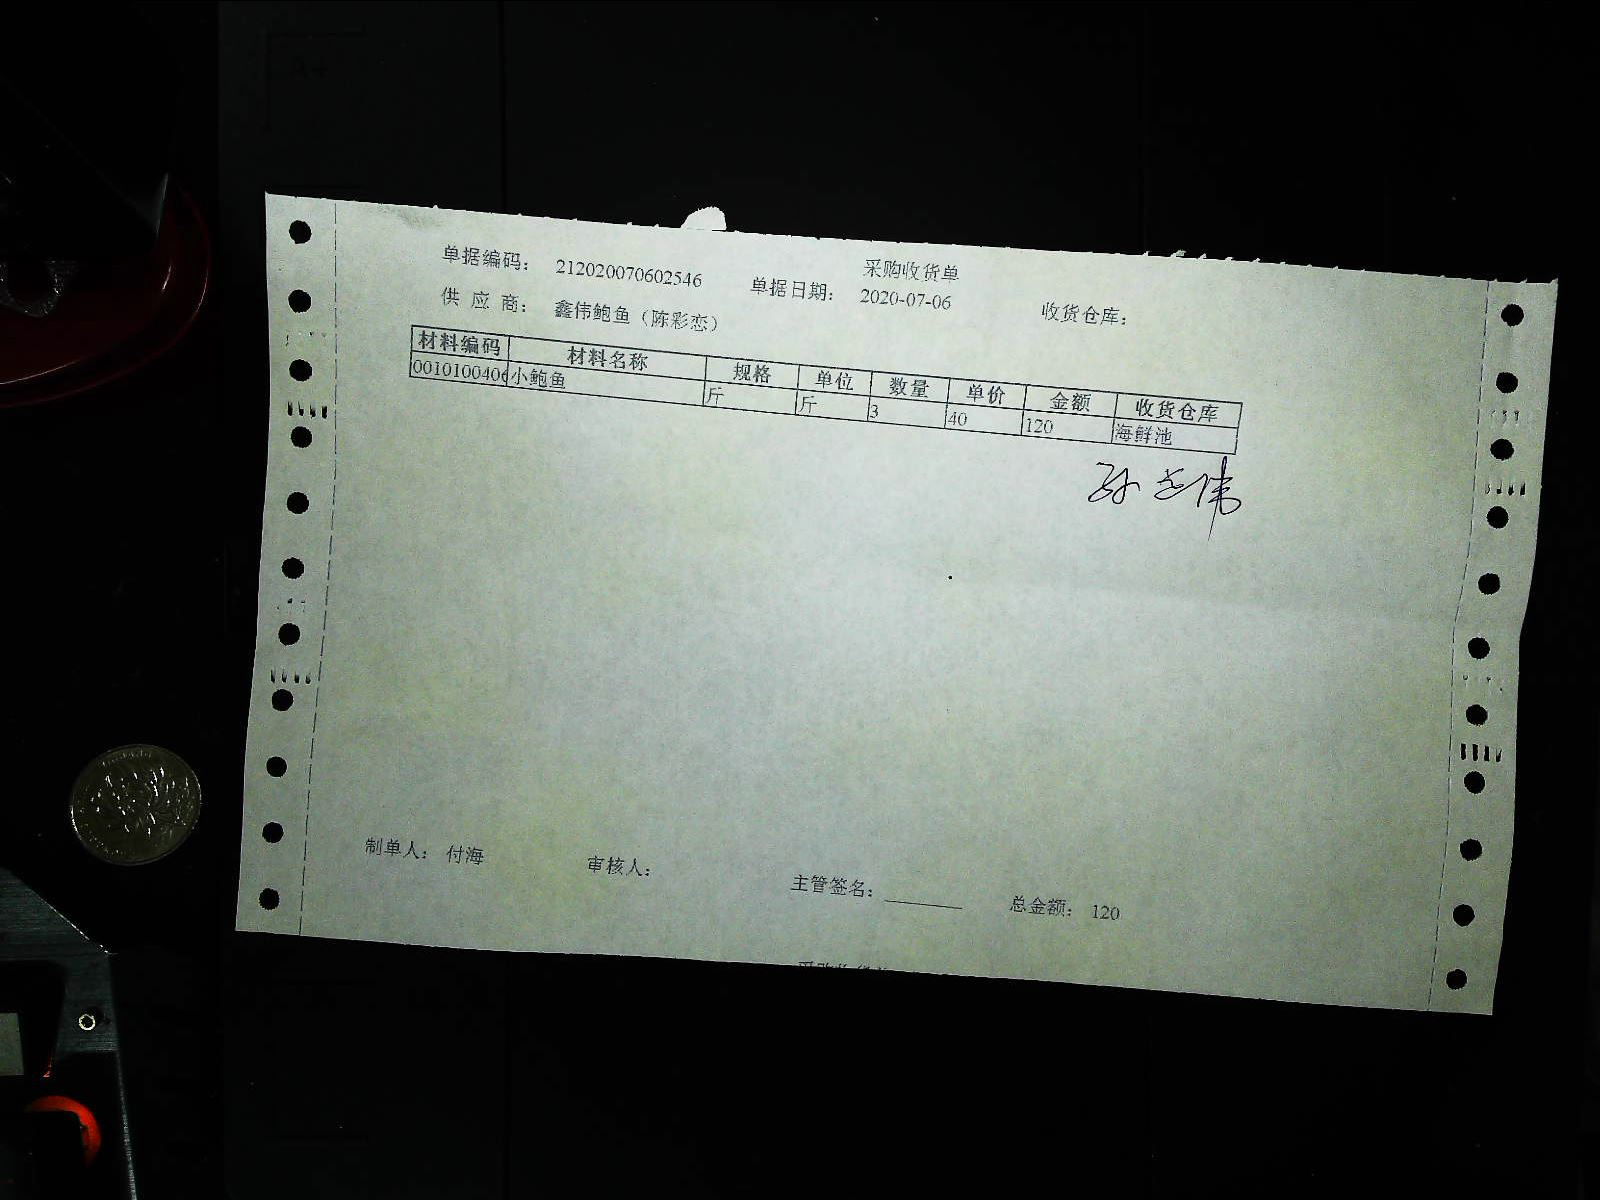 采购收货单
单据编码： 212020070602546 单据日期： 2020-07-06 收货仓库：
供 应 商： 鑫伟鲍鱼（陈彩恋）
材料编码 材料名称 规格 单位 数量 单价 金额 收货仓库
0010100406 小鲍鱼 斤 斤 3 40 120 海鲜池
制单人： 付海 审核人： 主管签名： 总金额： 120